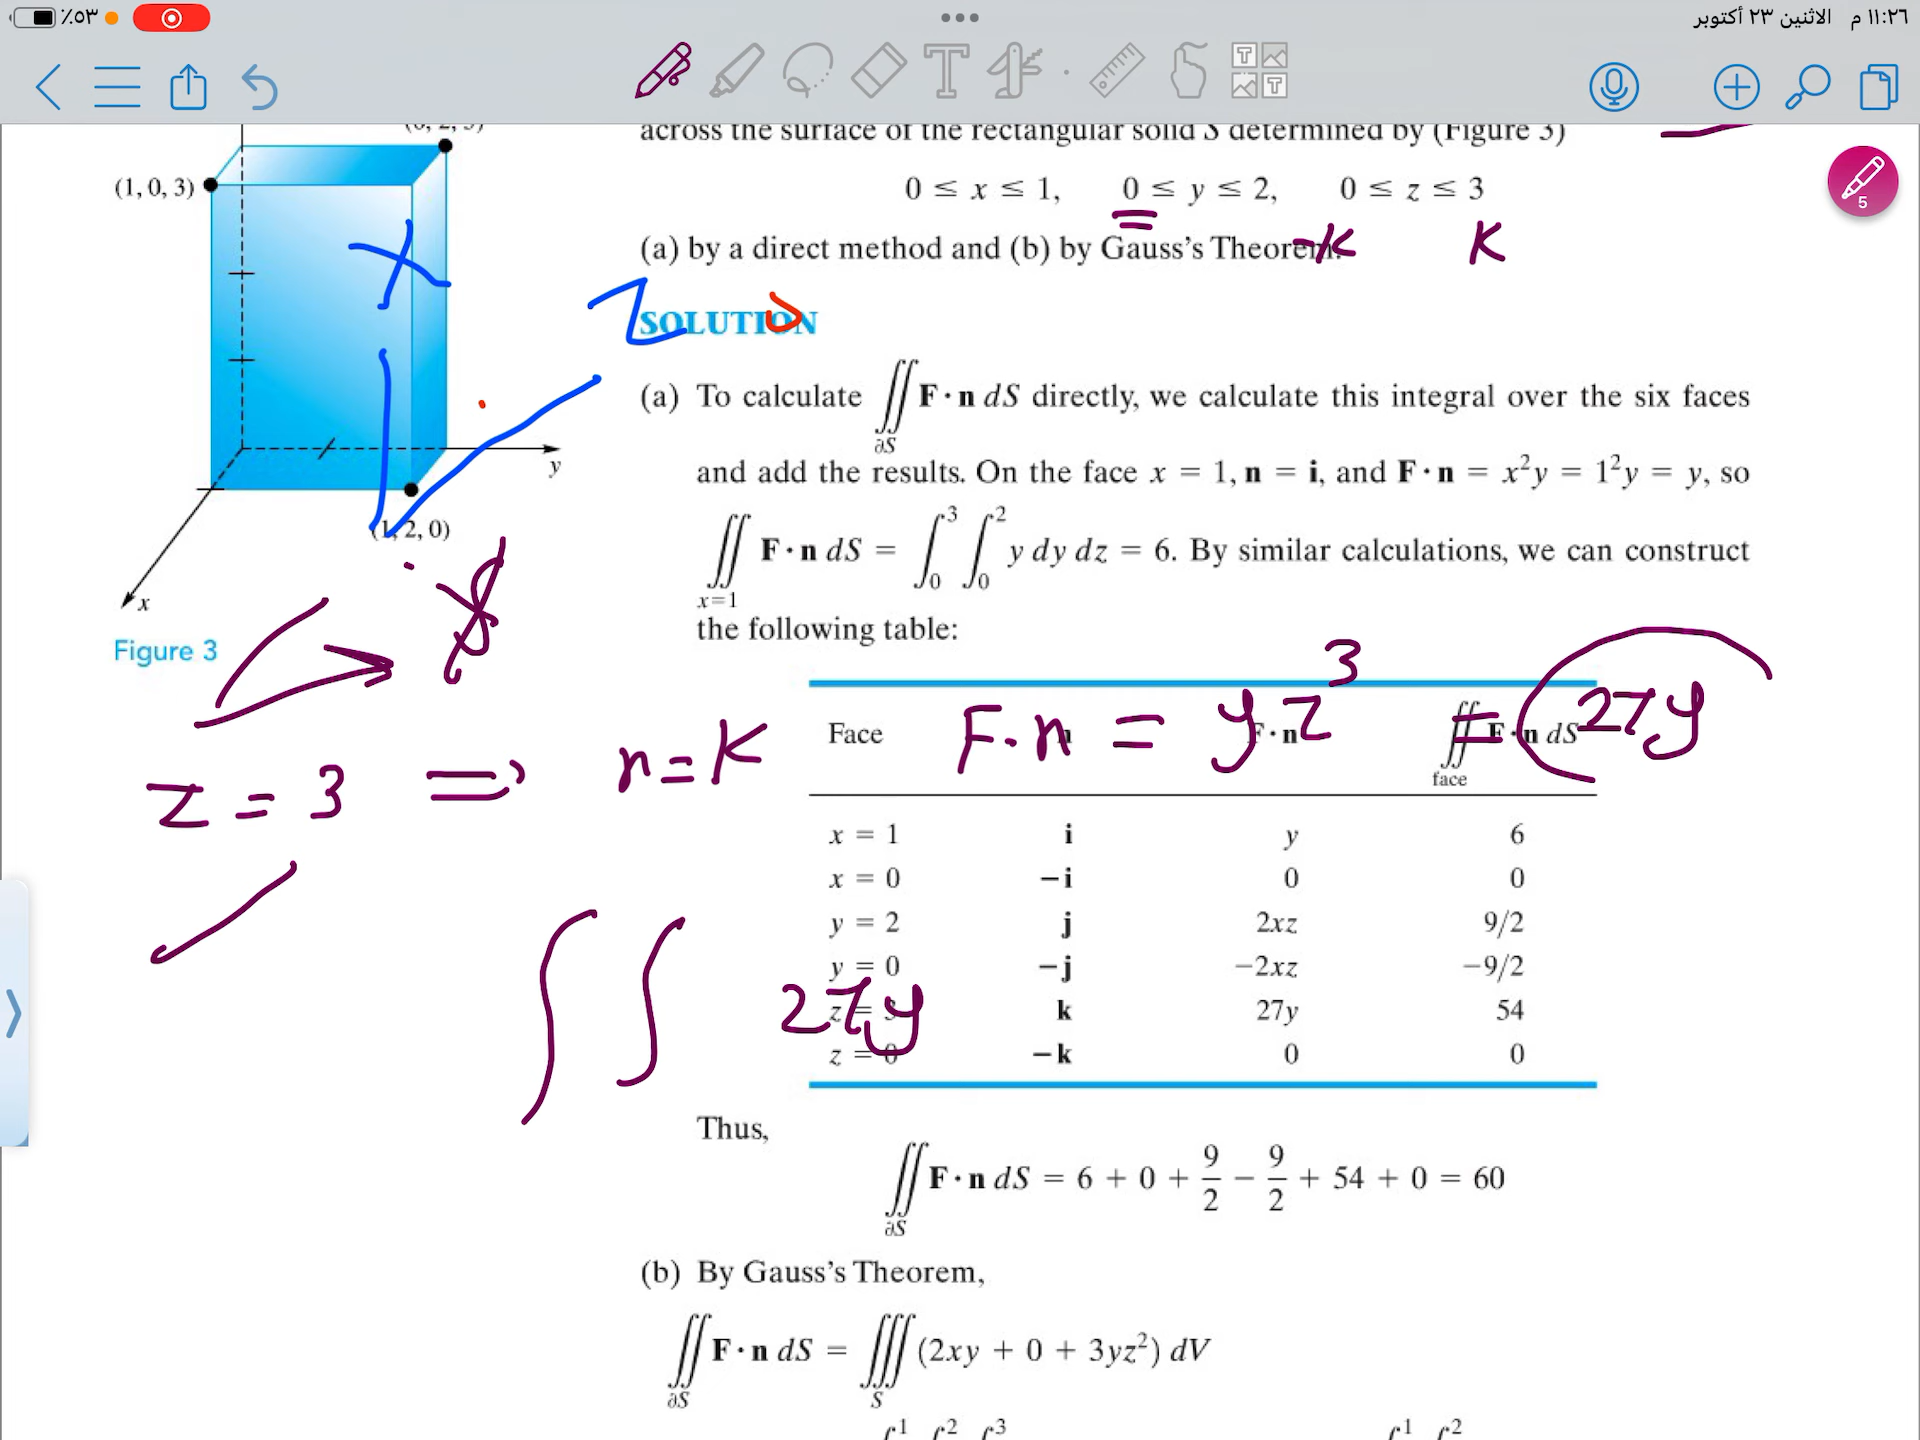 ٪٥٣
١١:٢٦ م الاثنين ٢٣ أكتوبر
5
across the surface of the rectangular solid S determined by (Figure 3)
(1, 0, 3)
0 ≤ x ≤ 1, 0 ≤ y ≤ 2, 0 ≤ z ≤ 3
(a) by a direct method and (b) by Gauss's Theorem.
-K K
X
Z
SOLUTION
(a) To calculate ∬∂S F · n dS directly, we calculate this integral over the six faces
and add the results. On the face x = 1, n = i, and F · n = x²y = 1²y = y, so
y
(1, 2, 0)
∬x=1 F · n dS = ∫₀³ ∫₀² y dy dz = 6. By similar calculations, we can construct
x
the following table:
Figure 3
F.n = yz³ = 27y
z = 3 ⇒ n = K
Face n F · n ∬face F · n dS
x = 1 i y 6
x = 0 −i 0 0
y = 2 j 2xz 9/2
y = 0 −j −2xz −9/2
z = 3 k 27y 54
z = 0 −k 0 0
∫∫ 27y
Thus,
∬∂S F · n dS = 6 + 0 + 9/2 − 9/2 + 54 + 0 = 60
(b) By Gauss's Theorem,
∬∂S F · n dS = ∭S (2xy + 0 + 3yz²) dV